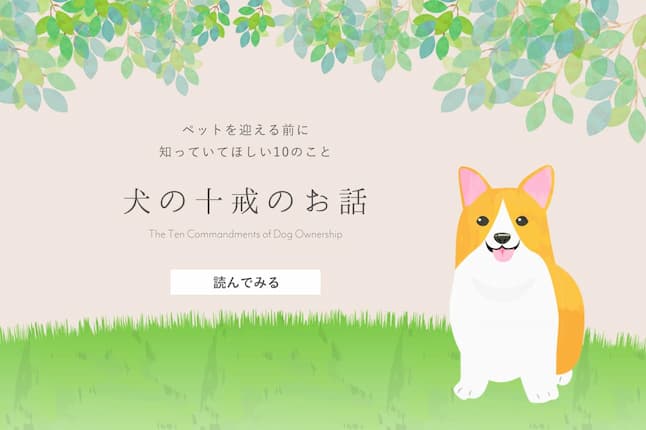 ペットを迎える前に
知っていてほしい10のこと
犬の十戒のお話
The Ten Commandments of Dog Ownership
読んでみる